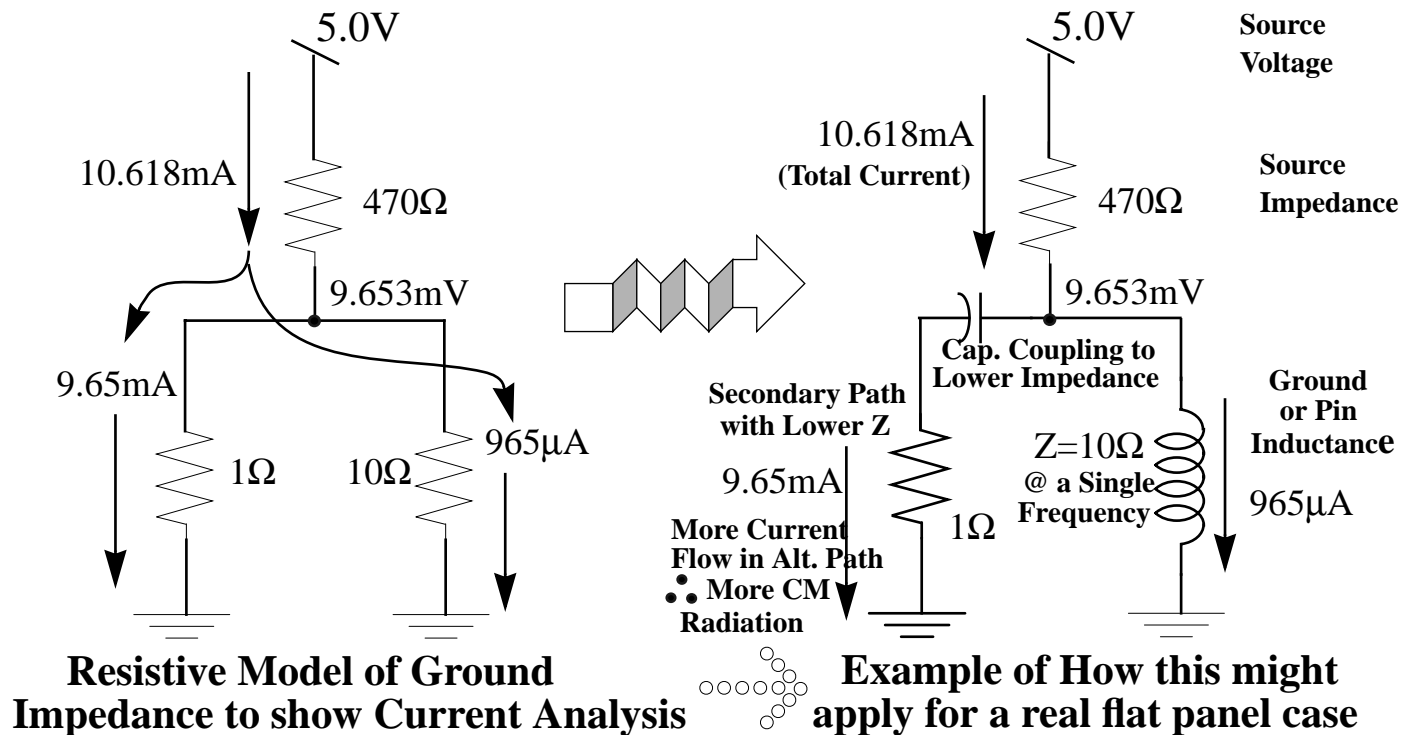 5.0V
10.618mA
470Ω
9.653mV
9.65mA
1Ω
10Ω
965μA
Resistive Model of Ground
Impedance to show Current Analysis
5.0V
Source
Voltage
10.618mA
(Total Current)
470Ω
Source
Impedance
9.653mV
Cap. Coupling to
Lower Impedance
Secondary Path
with Lower Z
9.65mA
1Ω
Z=10Ω
@ a Single
Frequency
Ground
or Pin
Inductance
965μA
More Current
Flow in Alt. Path
∴ More CM
Radiation
Example of How this might
apply for a real flat panel case